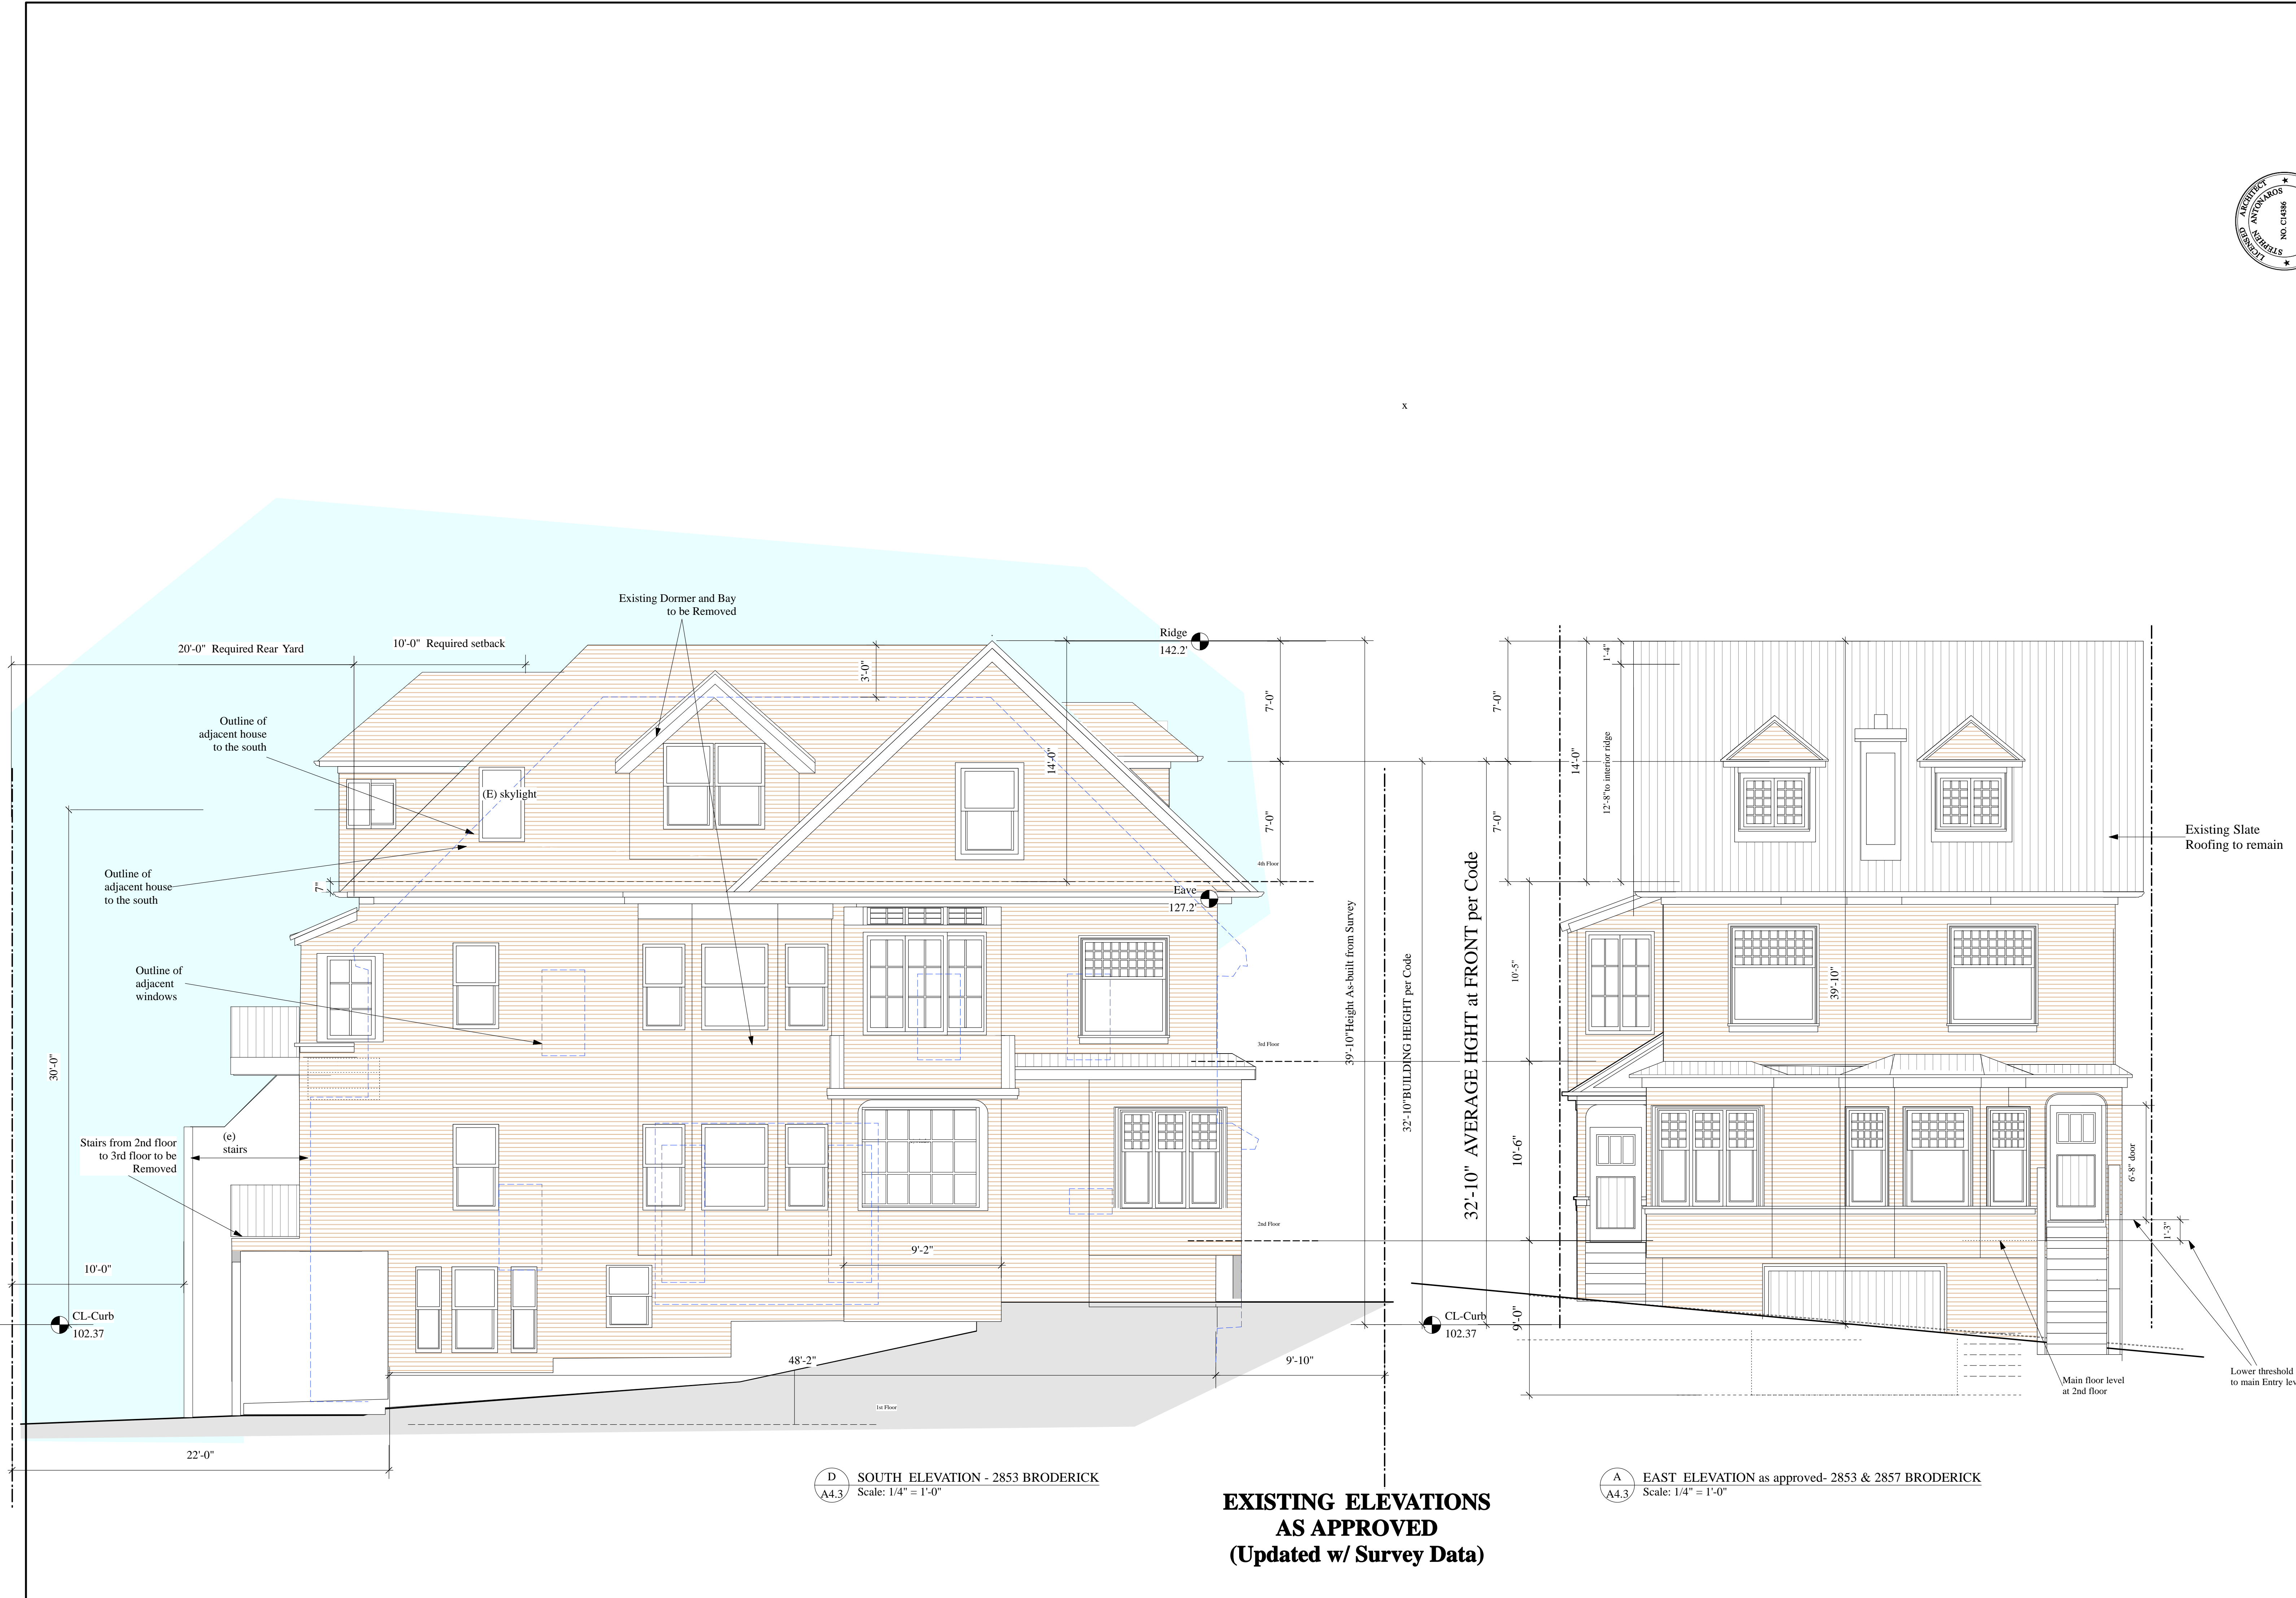 LICENSED ARCHITECT
STEPHEN ANTONAROS
NO. C14386
x
Existing Dormer and Bay
to be Removed
20'-0" Required Rear Yard
10'-0" Required setback
3'-0"
Ridge
142.2'
7'-0"
14'-0"
7'-0"
Outline of
adjacent house
to the south
(E) skylight
Outline of
adjacent house
to the south
7"
4th Floor
Eave
127.2'
Outline of
adjacent
windows
30'-0"
3rd Floor
Stairs from 2nd floor
to 3rd floor to be
Removed
(e)
stairs
2nd Floor
9'-2"
10'-0"
CL-Curb
102.37
48'-2"
9'-10"
1st Floor
22'-0"
39'-10"Height As-built from Survey
32'-10"BUILDING HEIGHT per Code
32'-10" AVERAGE HGHT at FRONT per Code
CL-Curb
102.37
7'-0"
7'-0"
14'-0"
1'-4"
12'-8"to interior ridge
10'-5"
10'-6"
9'-0"
39'-10"
Existing Slate
Roofing to remain
6'-8" door
1'-3"
Main floor level
at 2nd floor
Lower threshold
to main Entry
D
A4.3
SOUTH ELEVATION - 2853 BRODERICK
Scale: 1/4" = 1'-0"
A
A4.3
EAST ELEVATION as approved- 2853 & 2857 BRODERICK
Scale: 1/4" = 1'-0"
EXISTING ELEVATIONS
AS APPROVED
(Updated w/ Survey Data)